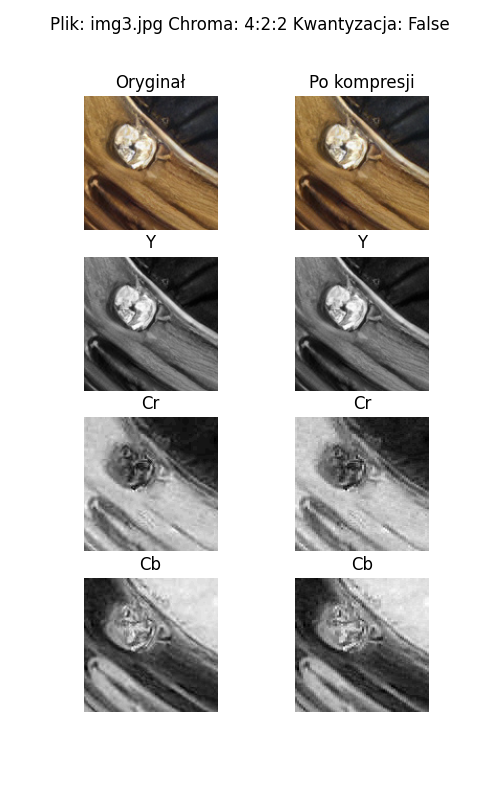 Plik: img3.jpg Chroma: 4:2:2 Kwantyzacja: False
Oryginał Po kompresji
Y Y
Cr Cr
Cb Cb